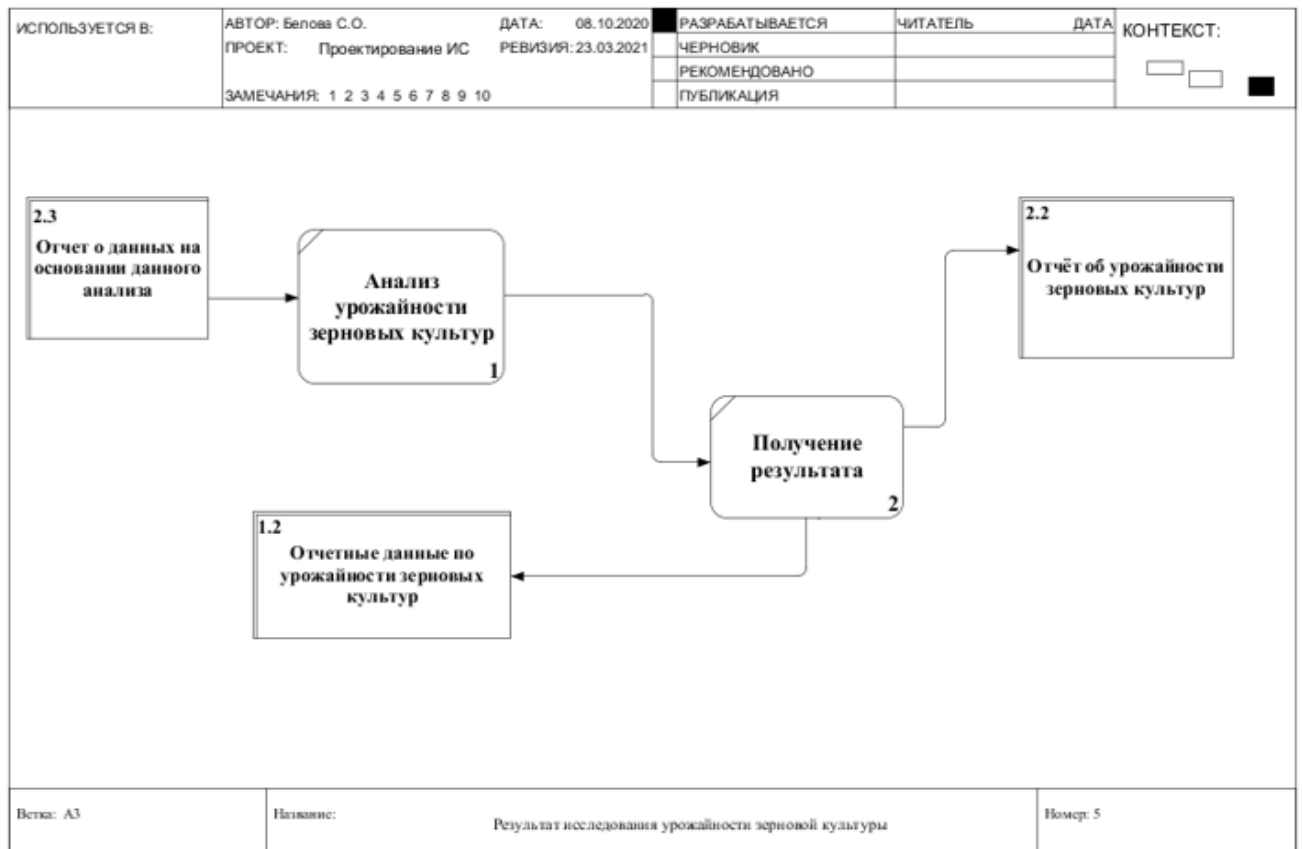 ИСПОЛЬЗУЕТСЯ В:
АВТОР: Белова С.О.
ДАТА: 08.10.2020
ПРОЕКТ: Проектирование ИС
РЕВИЗИЯ: 23.03.2021
ЗАМЕЧАНИЯ: 1 2 3 4 5 6 7 8 9 10
РАЗРАБАТЫВАЕТСЯ
ЧЕРНОВИК
РЕКОМЕНДОВАНО
ПУБЛИКАЦИЯ
ЧИТАТЕЛЬ ДАТА
КОНТЕКСТ:
2.3
Отчет о данных на
основании данного
анализа
Анализ
урожайности
зерновых культур
1
2.2
Отчёт об урожайности
зерновых культур
Получение
результата
2
1.2
Отчетные данные по
урожайности зерновых
культур
Ветка: А3
Название:
Результат исследования урожайности зерновой культуры
Номер: 5